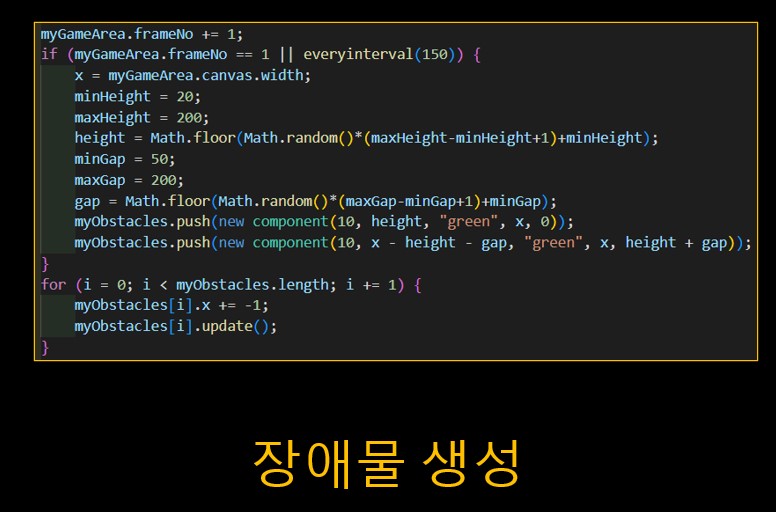 myGameArea.frameNo += 1;
if (myGameArea.frameNo == 1 || everyinterval(150)) {
    x = myGameArea.canvas.width;
    minHeight = 20;
    maxHeight = 200;
    height = Math.floor(Math.random()*(maxHeight-minHeight+1)+minHeight);
    minGap = 50;
    maxGap = 200;
    gap = Math.floor(Math.random()*(maxGap-minGap+1)+minGap);
    myObstacles.push(new component(10, height, "green", x, 0));
    myObstacles.push(new component(10, x - height - gap, "green", x, height + gap));
}
for (i = 0; i < myObstacles.length; i += 1) {
    myObstacles[i].x += -1;
    myObstacles[i].update();
}
장애물 생성